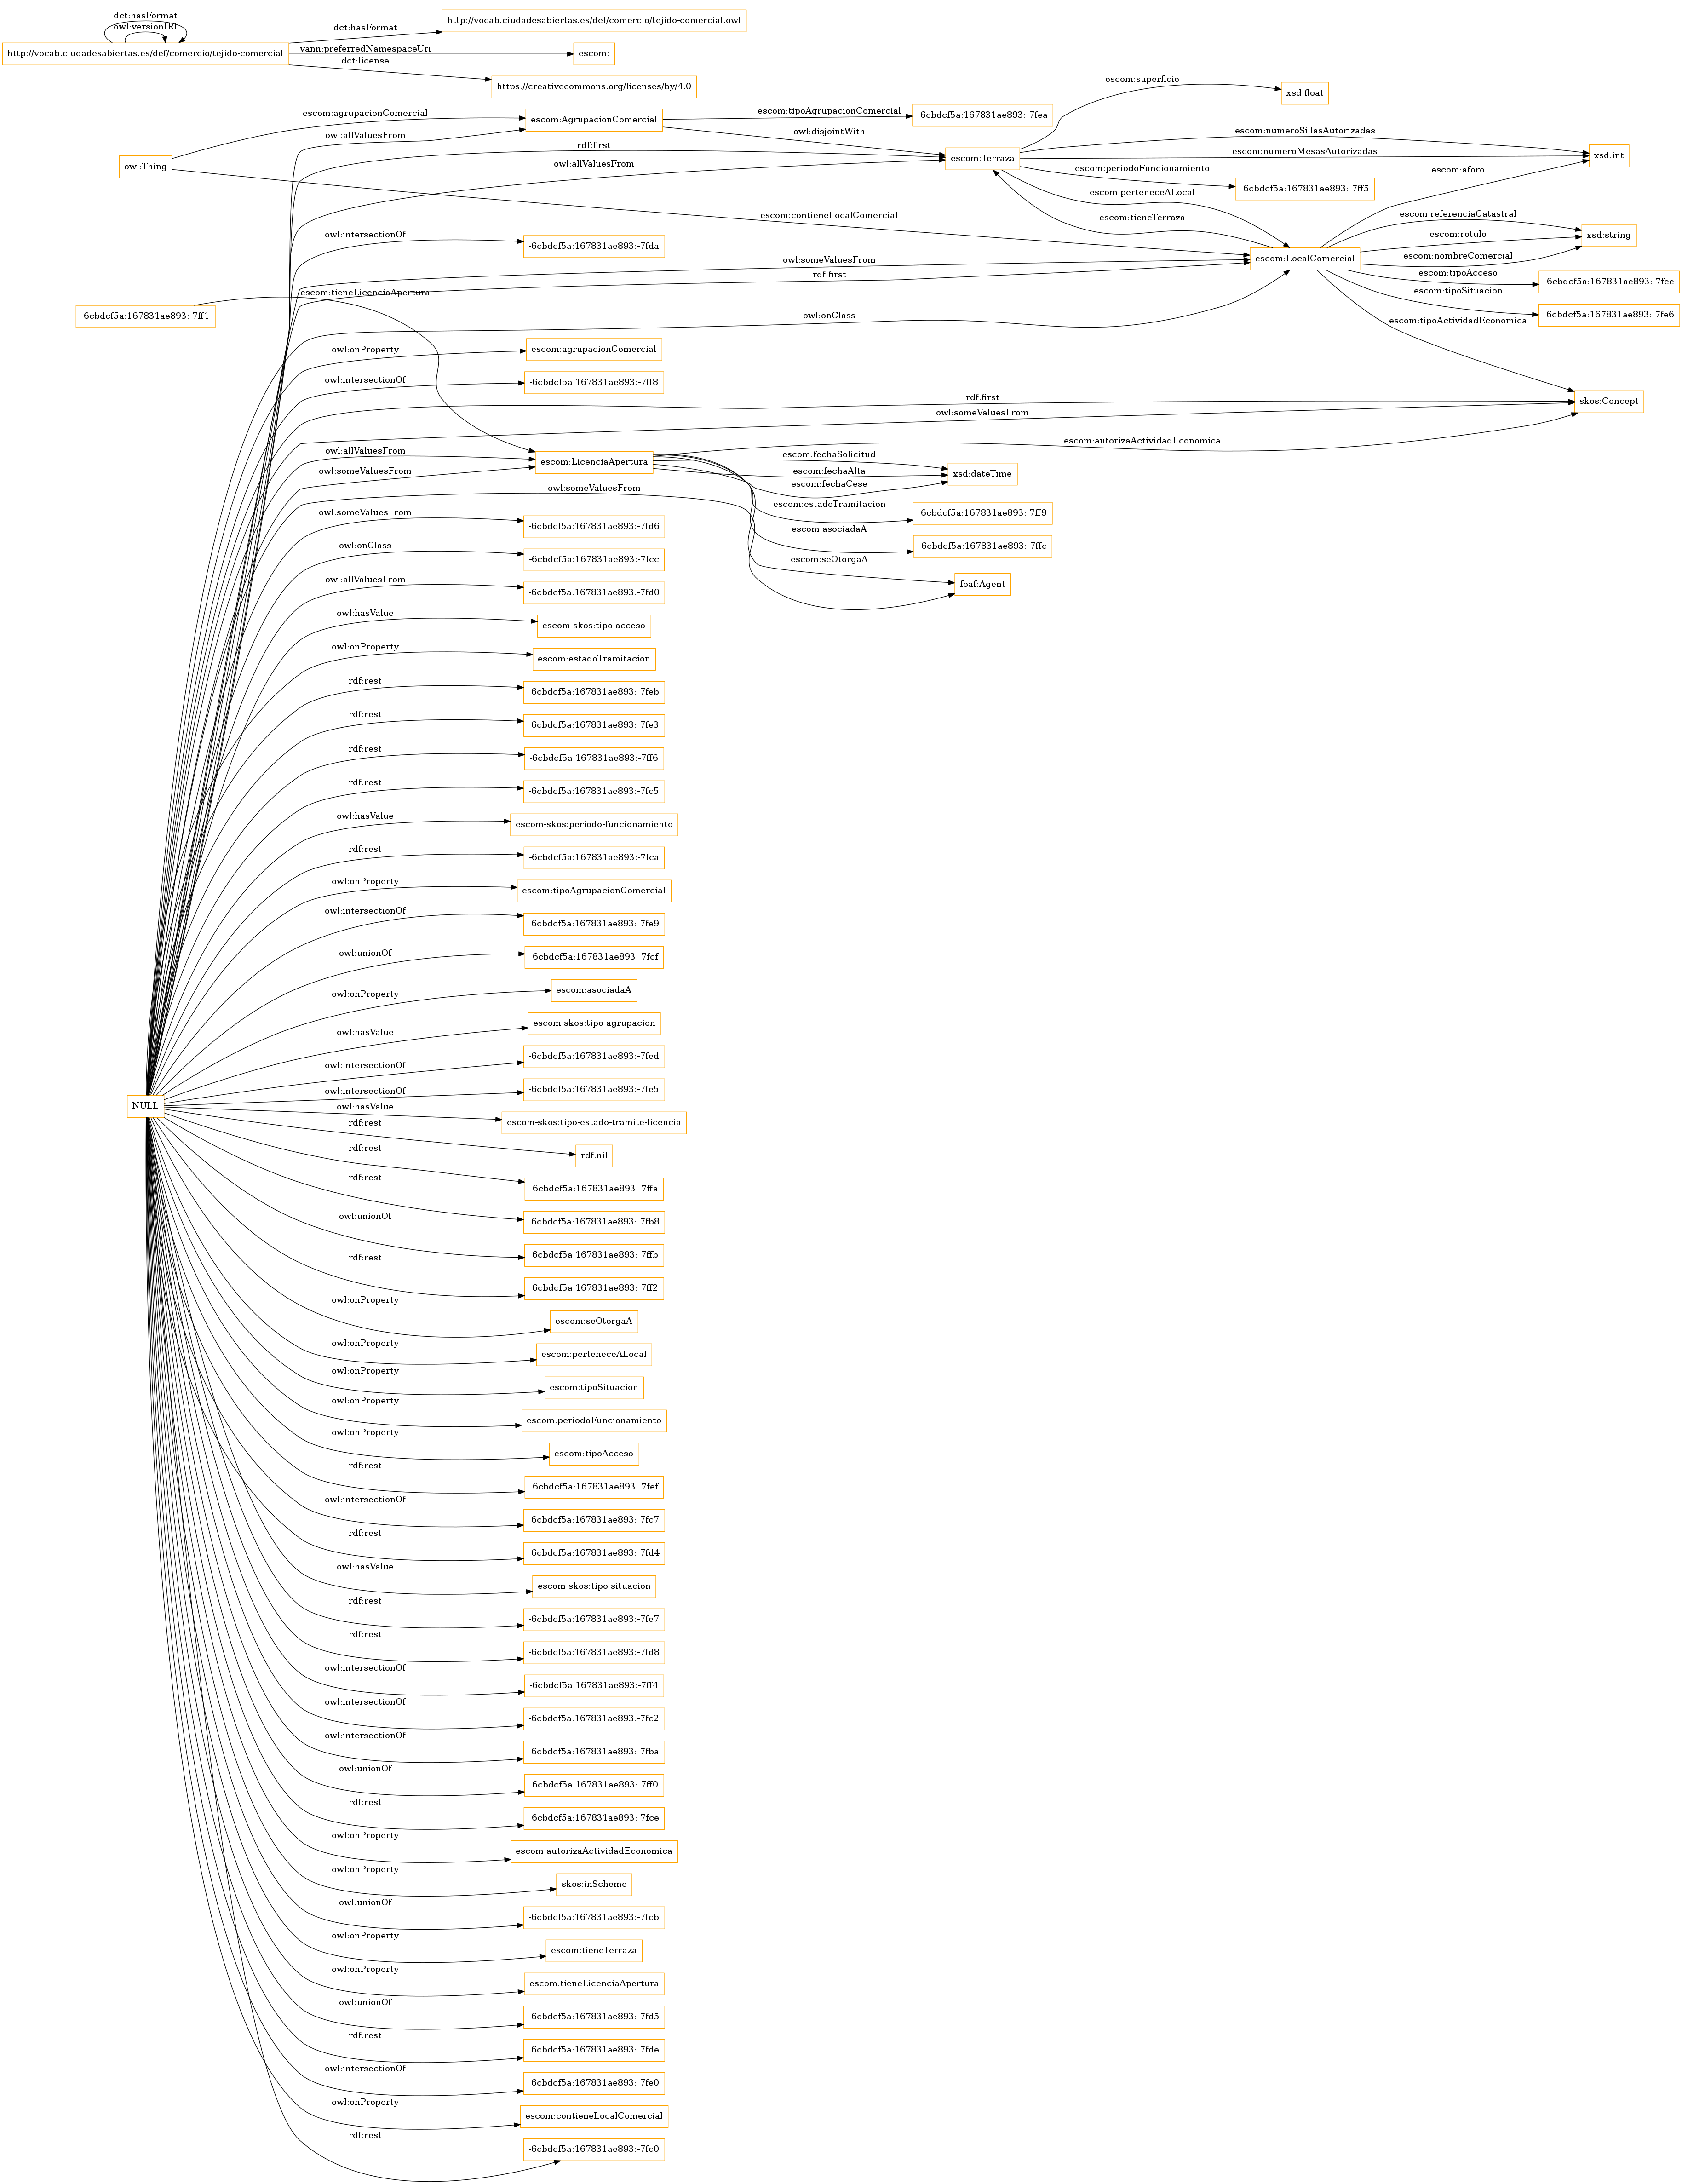 dct:hasFormat
owl:versionIRI
http://vocab.ciudadesabiertas.es/def/comercio/tejido-comercial
dct:hasFormat
http://vocab.ciudadesabiertas.es/def/comercio/tejido-comercial.owl
vann:preferredNamespaceUri
escom:
dct:license
https://creativecommons.org/licenses/by/4.0
owl:Thing
escom:agrupacionComercial
escom:AgrupacionComercial
escom:contieneLocalComercial
escom:tipoAgrupacionComercial
-6cbdcf5a:167831ae893:-7fea
owl:disjointWith
escom:Terraza
escom:superficie
xsd:float
escom:numeroSillasAutorizadas
escom:numeroMesasAutorizadas
xsd:int
escom:periodoFuncionamiento
-6cbdcf5a:167831ae893:-7ff5
escom:perteneceALocal
escom:tieneTerraza
escom:LocalComercial
escom:aforo
escom:referenciaCatastral
escom:rotulo
escom:nombreComercial
xsd:string
escom:tipoAcceso
-6cbdcf5a:167831ae893:-7fee
escom:tipoSituacion
-6cbdcf5a:167831ae893:-7fe6
escom:tipoActividadEconomica
skos:Concept
-6cbdcf5a:167831ae893:-7ff1
escom:tieneLicenciaApertura
escom:LicenciaApertura
escom:autorizaActividadEconomica
escom:fechaSolicitud
escom:fechaAlta
escom:fechaCese
xsd:dateTime
escom:estadoTramitacion
-6cbdcf5a:167831ae893:-7ff9
escom:asociadaA
-6cbdcf5a:167831ae893:-7ffc
escom:seOtorgaA
foaf:Agent
NULL
owl:allValuesFrom
rdf:first
owl:allValuesFrom
owl:intersectionOf
-6cbdcf5a:167831ae893:-7fda
owl:someValuesFrom
rdf:first
owl:onClass
owl:onProperty
escom:agrupacionComercial
owl:intersectionOf
-6cbdcf5a:167831ae893:-7ff8
rdf:first
owl:someValuesFrom
owl:allValuesFrom
owl:someValuesFrom
owl:someValuesFrom
owl:someValuesFrom
-6cbdcf5a:167831ae893:-7fd6
owl:onClass
-6cbdcf5a:167831ae893:-7fcc
owl:allValuesFrom
-6cbdcf5a:167831ae893:-7fd0
owl:hasValue
escom-skos:tipo-acceso
owl:onProperty
escom:estadoTramitacion
rdf:rest
-6cbdcf5a:167831ae893:-7feb
rdf:rest
-6cbdcf5a:167831ae893:-7fe3
rdf:rest
-6cbdcf5a:167831ae893:-7ff6
rdf:rest
-6cbdcf5a:167831ae893:-7fc5
owl:hasValue
escom-skos:periodo-funcionamiento
rdf:rest
-6cbdcf5a:167831ae893:-7fca
owl:onProperty
escom:tipoAgrupacionComercial
owl:intersectionOf
-6cbdcf5a:167831ae893:-7fe9
owl:unionOf
-6cbdcf5a:167831ae893:-7fcf
owl:onProperty
escom:asociadaA
owl:hasValue
escom-skos:tipo-agrupacion
owl:intersectionOf
-6cbdcf5a:167831ae893:-7fed
owl:intersectionOf
-6cbdcf5a:167831ae893:-7fe5
owl:hasValue
escom-skos:tipo-estado-tramite-licencia
rdf:rest
rdf:nil
rdf:rest
-6cbdcf5a:167831ae893:-7ffa
rdf:rest
-6cbdcf5a:167831ae893:-7fb8
owl:unionOf
-6cbdcf5a:167831ae893:-7ffb
rdf:rest
-6cbdcf5a:167831ae893:-7ff2
owl:onProperty
escom:seOtorgaA
owl:onProperty
escom:perteneceALocal
owl:onProperty
escom:tipoSituacion
owl:onProperty
escom:periodoFuncionamiento
owl:onProperty
escom:tipoAcceso
rdf:rest
-6cbdcf5a:167831ae893:-7fef
owl:intersectionOf
-6cbdcf5a:167831ae893:-7fc7
rdf:rest
-6cbdcf5a:167831ae893:-7fd4
owl:hasValue
escom-skos:tipo-situacion
rdf:rest
-6cbdcf5a:167831ae893:-7fe7
rdf:rest
-6cbdcf5a:167831ae893:-7fd8
owl:intersectionOf
-6cbdcf5a:167831ae893:-7ff4
owl:intersectionOf
-6cbdcf5a:167831ae893:-7fc2
owl:intersectionOf
-6cbdcf5a:167831ae893:-7fba
owl:unionOf
-6cbdcf5a:167831ae893:-7ff0
rdf:rest
-6cbdcf5a:167831ae893:-7fce
owl:onProperty
escom:autorizaActividadEconomica
owl:onProperty
skos:inScheme
owl:unionOf
-6cbdcf5a:167831ae893:-7fcb
owl:onProperty
escom:tieneTerraza
owl:onProperty
escom:tieneLicenciaApertura
owl:unionOf
-6cbdcf5a:167831ae893:-7fd5
rdf:rest
-6cbdcf5a:167831ae893:-7fde
owl:intersectionOf
-6cbdcf5a:167831ae893:-7fe0
owl:onProperty
escom:contieneLocalComercial
rdf:rest
-6cbdcf5a:167831ae893:-7fc0